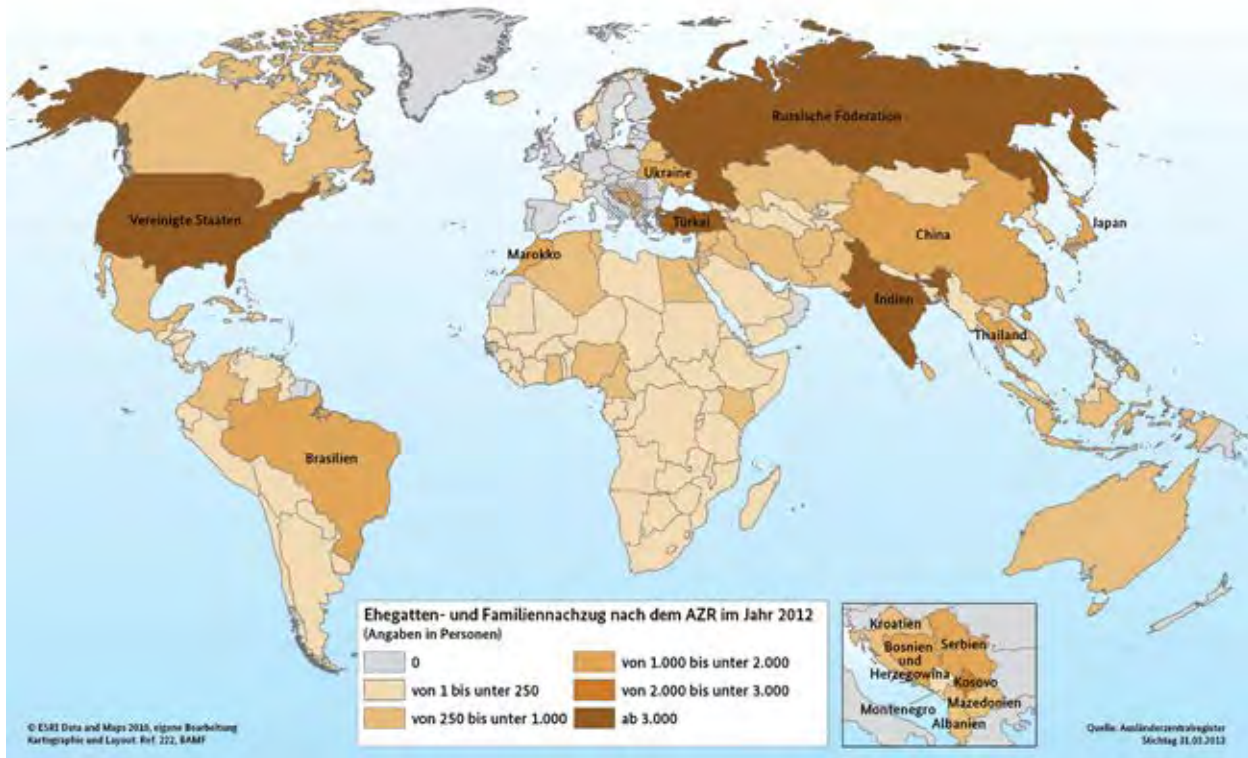 Russische Föderation
Ukraine
Vereinigte Staaten
Türkei
Japan
China
Marokko
Indien
Thailand
Brasilien
Ehegatten- und Familiennachzug nach dem AZR im Jahr 2012
(Angaben in Personen)
0
von 1 bis unter 250
von 250 bis unter 1.000
von 1.000 bis unter 2.000
von 2.000 bis unter 3.000
ab 3.000
Kroatien
Serbien
Bosnien
und
Herzegowina
Kosovo
Montenegro
Mazedonien
Albanien
© ESRI Data and Maps 2010, eigene Bearbeitung
Kartographie und Layout: Ref. 222, BAMF
Quelle: Ausländerzentralregister
Stichtag 31.03.2013